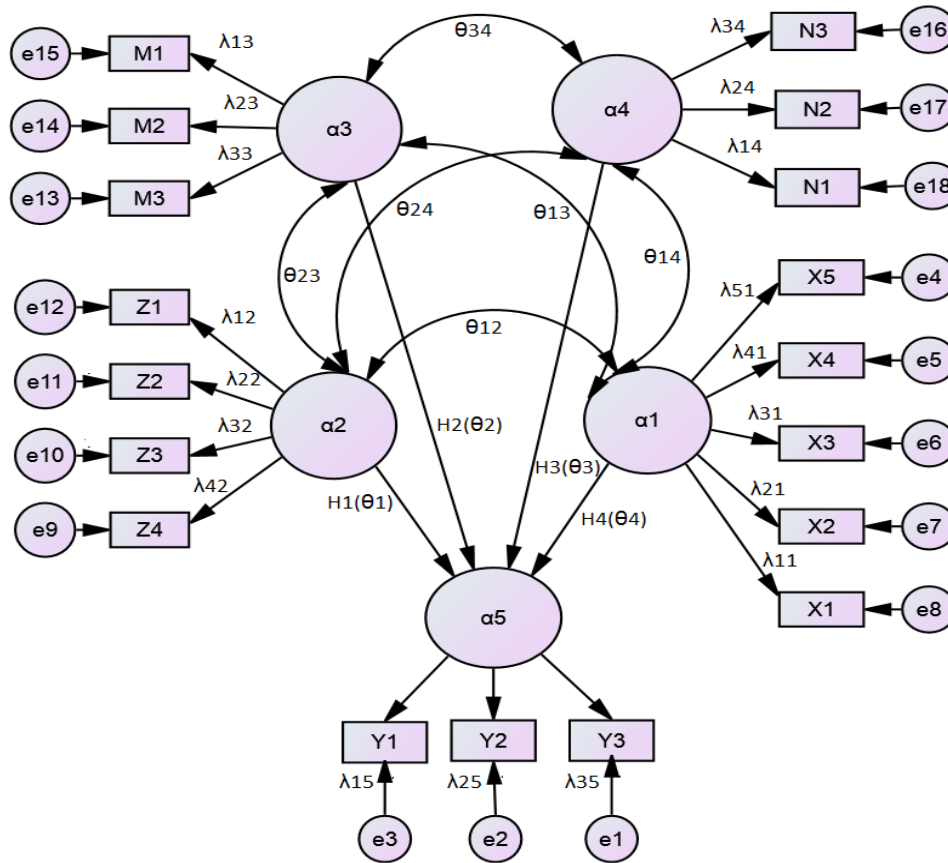 e15 M1 λ13 θ34 λ34 N3 e16
e14 M2 λ23 α3 α4 λ24 N2 e17
e13 M3 λ33 λ14 N1 e18
θ24 θ13
θ23 θ14
e12 Z1 λ12 θ12 λ51 X5 e4
e11 Z2 λ22 λ41 X4 e5
e10 Z3 λ32 α2 H2(θ2) α1 λ31 X3 e6
e9 Z4 λ42 H1(θ1) H3(θ3) H4(θ4) λ21 X2 e7
λ11 X1 e8
α5
Y1 Y2 Y3
λ15 λ25 λ35
e3 e2 e1